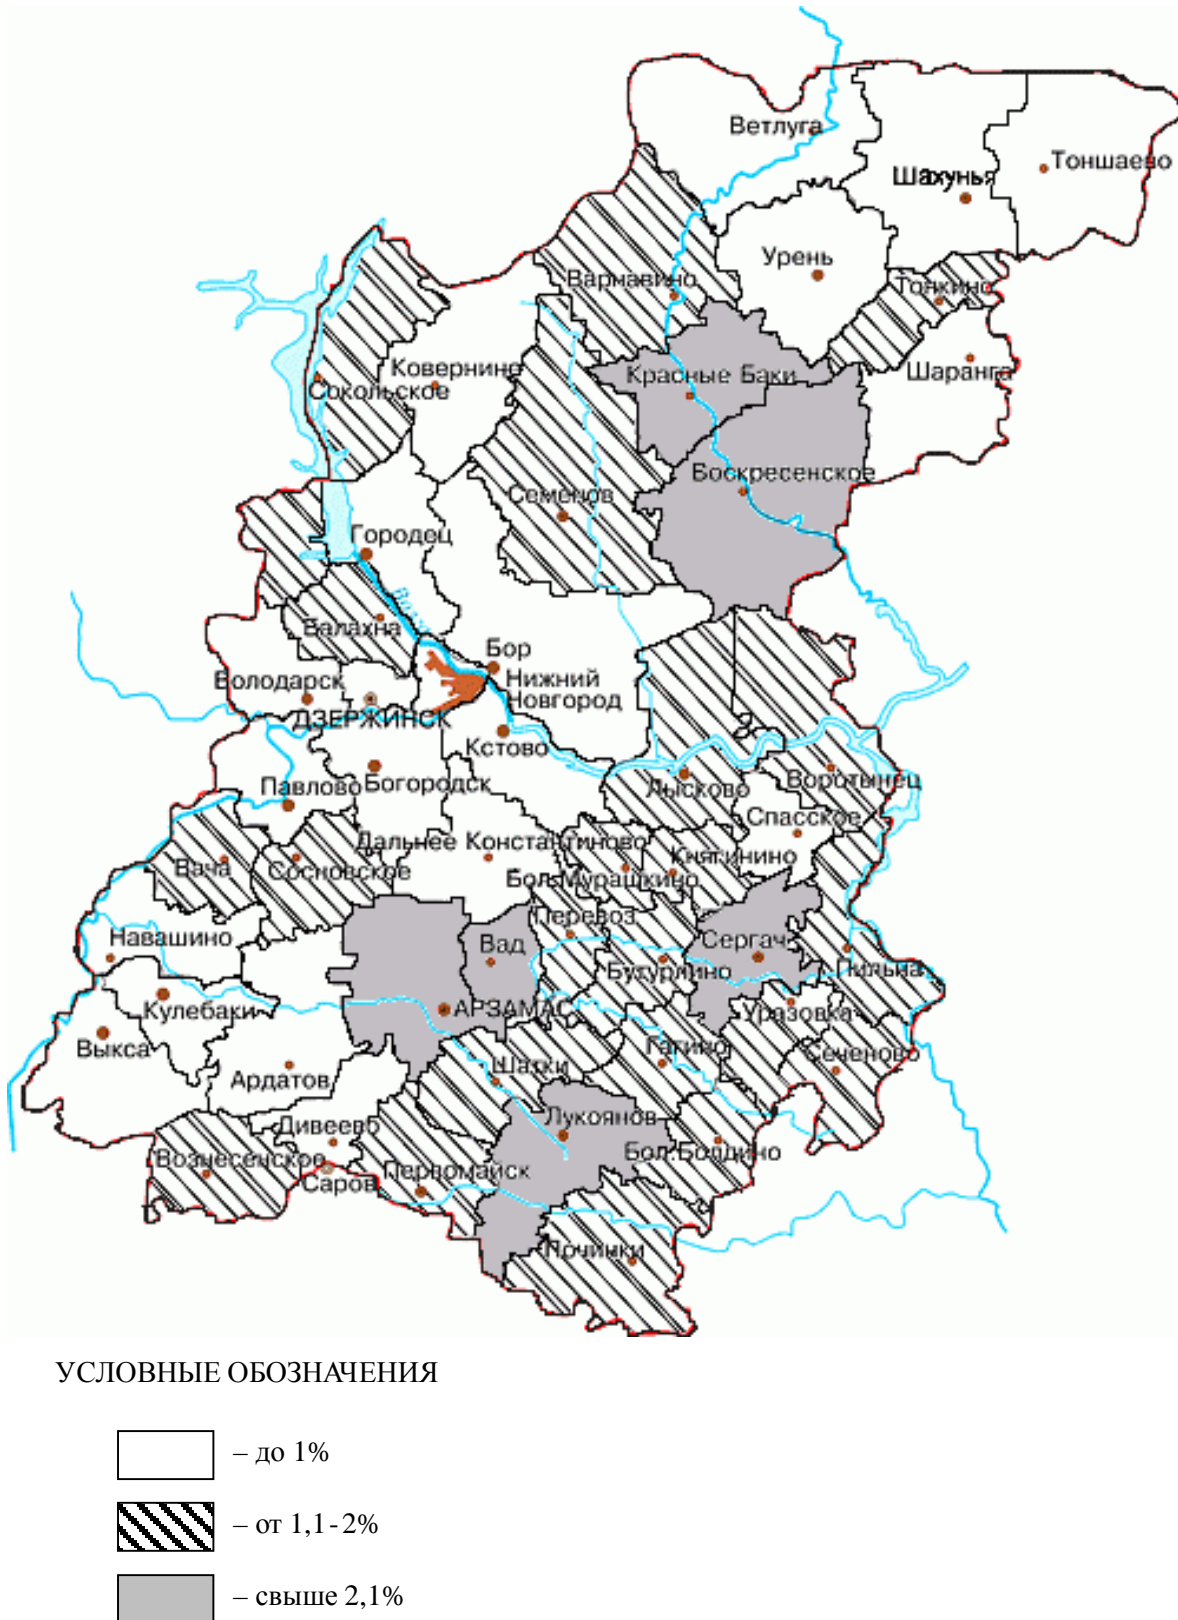 Ветлуга
Тоншаево
Шахунья
Урень
Варнавино
Тонкино
Ковернино
Шаранга
Красные Баки
Сокольское
Воскресенское
Семенов
Городец
Волга
Балахна
Бор
Володарск
Нижний
Новгород
ДЗЕРЖИНСК
Кстово
Павлово
Богородск
Лысково
Воротынец
Спасское
Дальнее Константиново
Княгинино
Вача
Сосновское
Бол.Мурашкино
Перевоз
Навашино
Вад
Сергач
Бутурлино
Пильна
Кулебаки
АРЗАМАС
Уразовка
Выкса
Гагино
Сеченово
Шатки
Ардатов
Лукоянов
Дивеево
Бол.Болдино
Вознесенское
Саров
Первомайск
Починки
УСЛОВНЫЕ ОБОЗНАЧЕНИЯ
– до 1%
– от 1,1-2%
– свыше 2,1%